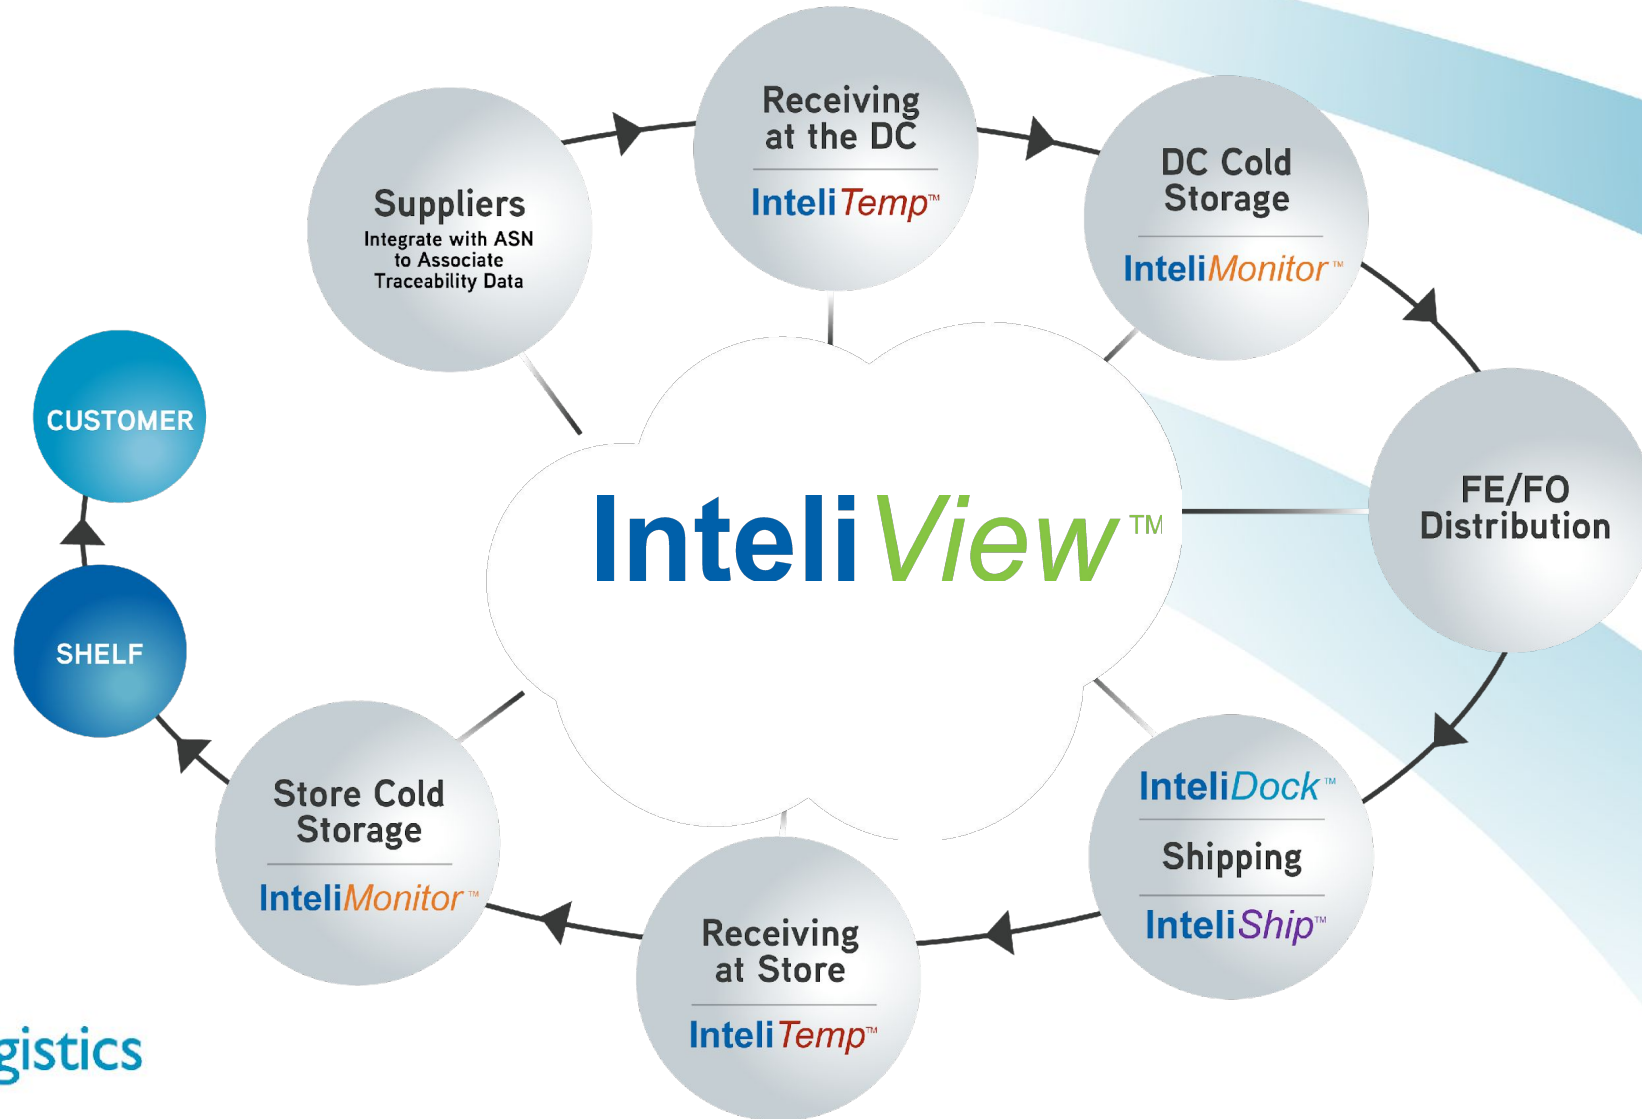 Suppliers
Integrate with ASN
to Associate
Traceability Data
Receiving
at the DC
InteliTemp™
DC Cold
Storage
InteliMonitor™
FE/FO
Distribution
InteliDock™
Shipping
InteliShip™
Receiving
at Store
InteliTemp™
Store Cold
Storage
InteliMonitor™
SHELF
CUSTOMER
InteliView™
gistics